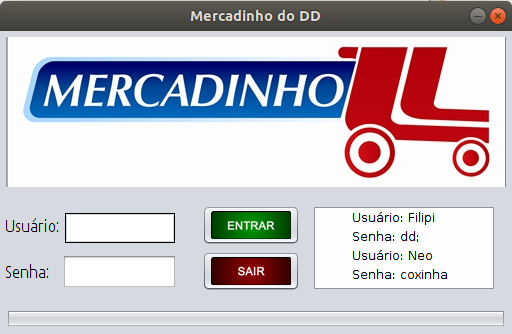 Mercadinho do DD
MERCADINHO
Usuário:
Senha:
ENTRAR
SAIR
Usuário: Filipi
Senha: dd;
Usuário: Neo
Senha: coxinha